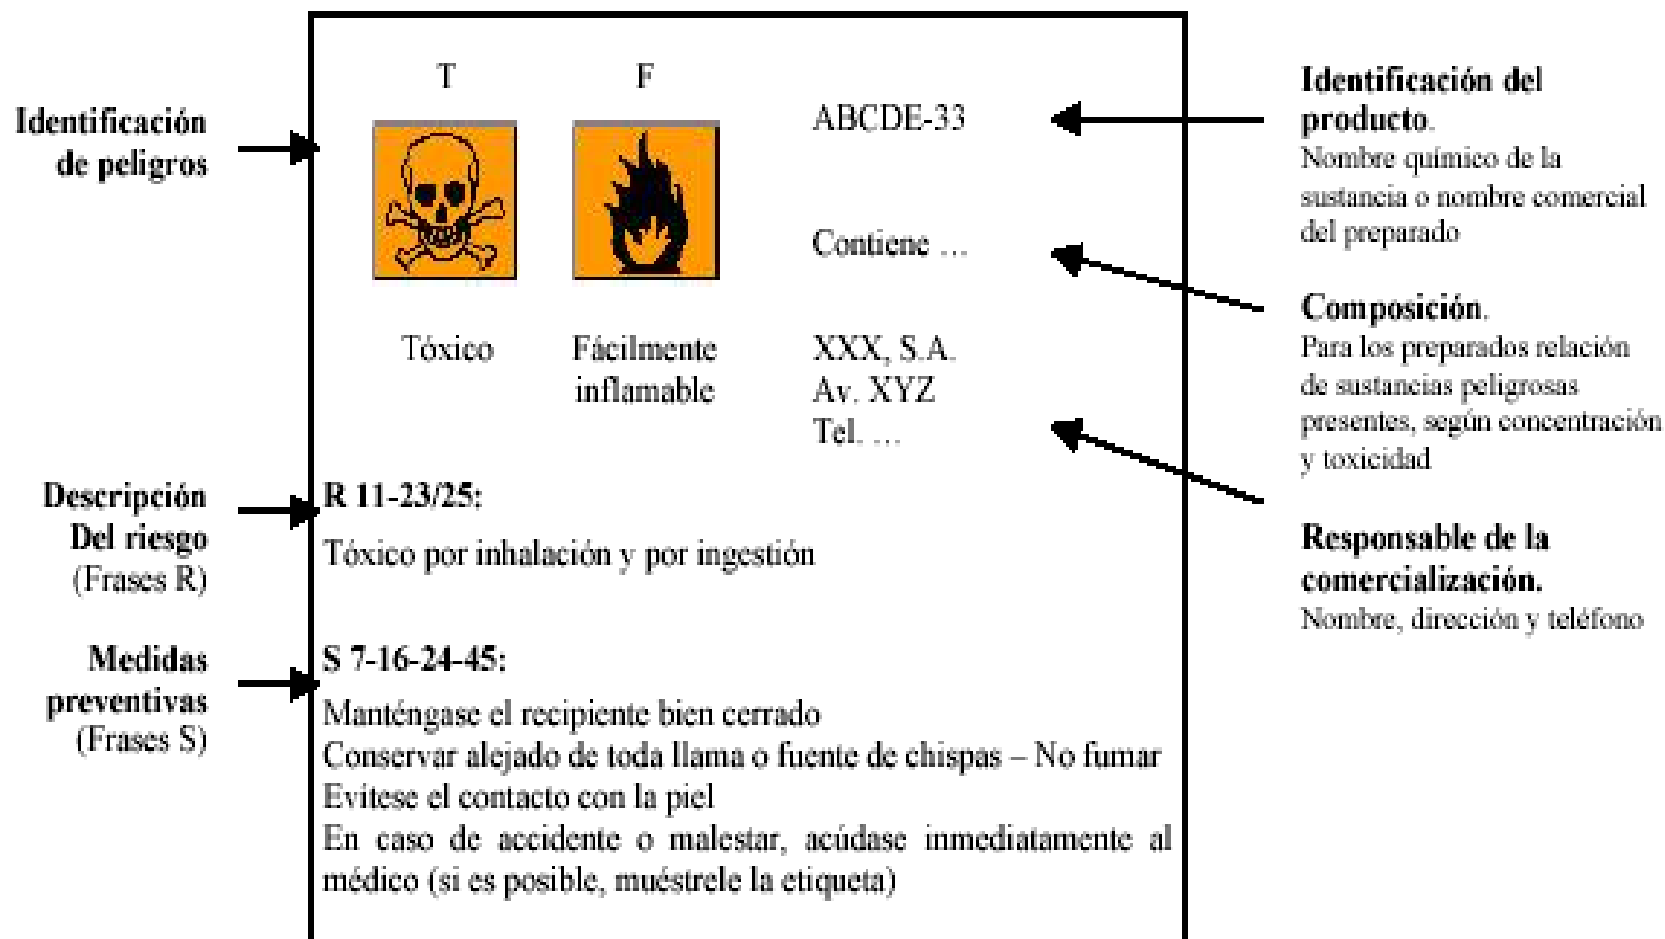 Identificación
de peligros
Descripción
Del riesgo
(Frases R)
Medidas
preventivas
(Frases S)
T
F
Tóxico
Fácilmente
inflamable
ABCDE-33
Contiene ...
XXX, S.A.
Av. XYZ
Tel. ...
R 11-23/25:
Tóxico por inhalación y por ingestión
S 7-16-24-45:
Manténgase el recipiente bien cerrado
Conservar alejado de toda llama o fuente de chispas – No fumar
Evítese el contacto con la piel
En caso de accidente o malestar, acúdase inmediatamente al
médico (si es posible, muéstrele la etiqueta)
Identificación del
producto.
Nombre químico de la
sustancia o nombre comercial
del preparado
Composición.
Para los preparados relación
de sustancias peligrosas
presentes, según concentración
y toxicidad
Responsable de la
comercialización.
Nombre, dirección y teléfono